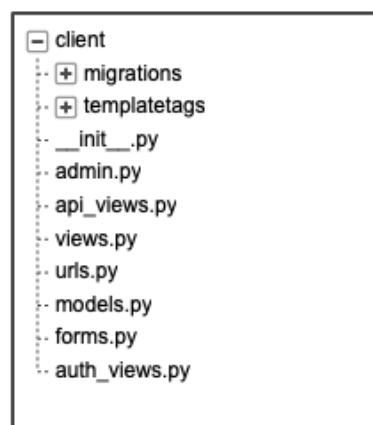 client
migrations
templatetags
__init__.py
admin.py
api_views.py
views.py
urls.py
models.py
forms.py
auth_views.py